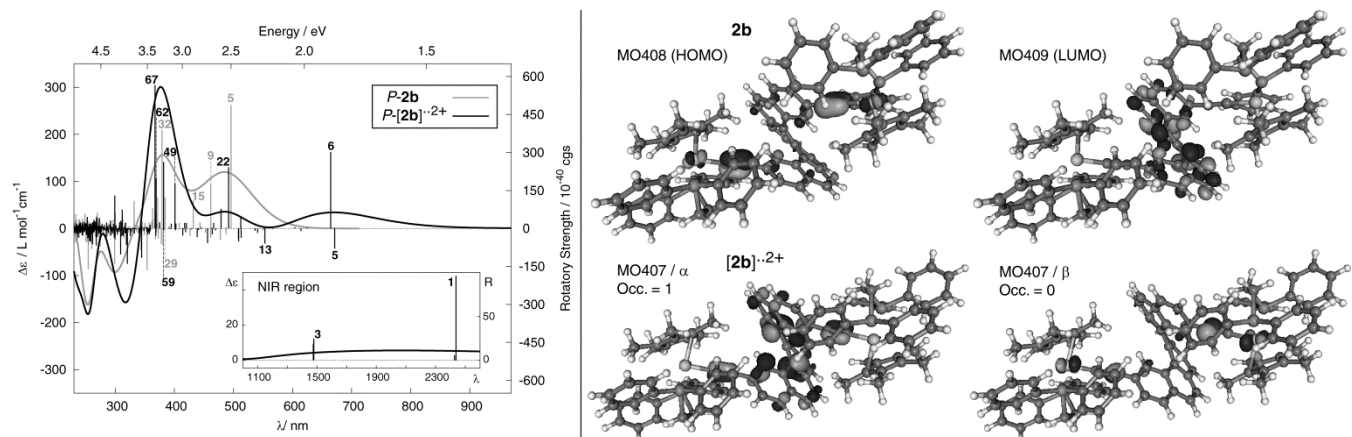 Energy / eV
4.5 3.5 3.0 2.5 2.0 1.5
300
200
100
0
-100
-200
-300
Δε / L mol⁻¹cm⁻¹
P-2b
P-[2b]··2+
67
62
32
49
15
9
22
5
6
13
5
29
59
600
450
300
150
0
-150
-300
-450
-600
Rotatory Strength / 10⁻⁴⁰ cgs
Δε NIR region R
40
20
0
50
0
3
1
1100 1500 1900 2300 λ
300 400 500 600 700 800 900
λ/ nm
2b
MO408 (HOMO)
MO409 (LUMO)
[2b]··2+
MO407 / α
Occ. = 1
MO407 / β
Occ. = 0